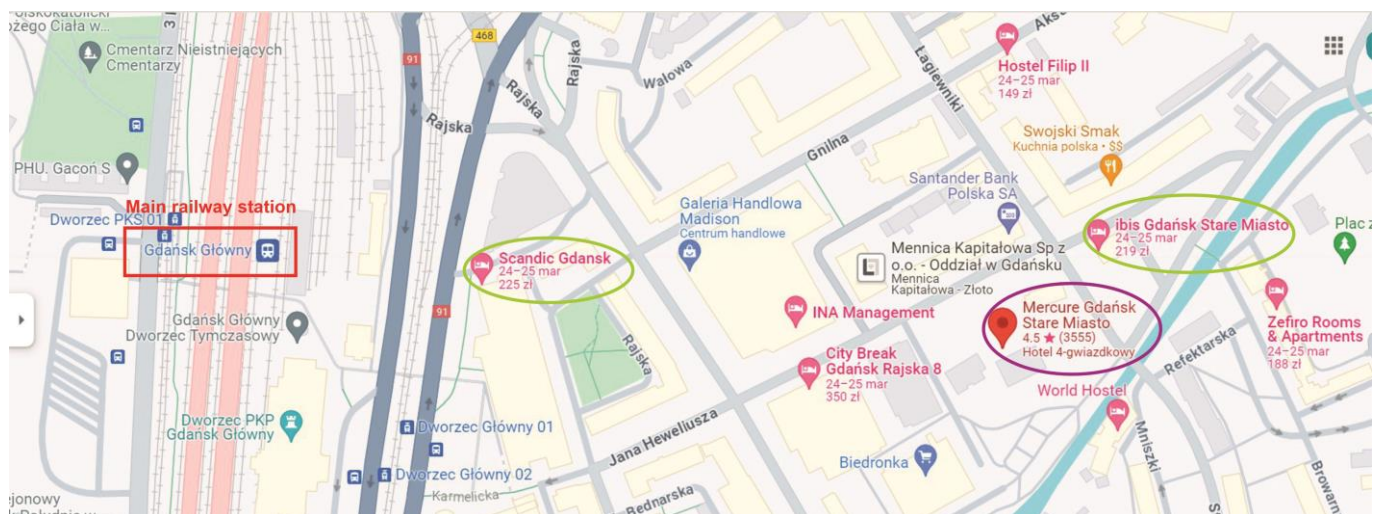 ożego Ciała w...
Cmentarz Nieistniejących
Cmentarzy
PHU. Gacoń S
Main railway station
Dworzec PKS 01
Gdańsk Główny
Gdańsk Główny
Dworzec Tymczasowy
Dworzec PKP
Gdańsk Główny
ejonowy
91
468
Rajska
Rajska
Rajska
Wałowa
Scandic Gdansk
24–25 mar
225 zł
91
Rajska
Dworzec Główny 01
Dworzec Główny 02
Karmelicka
Jana Heweliusza
Bednarska
Galeria Handlowa
Madison
Centrum handlowe
Gnilna
Łagiewniki
Hostel Filip II
24–25 mar
149 zł
Swojski Smak
Kuchnia polska • $$
Santander Bank
Polska SA
Mennica Kapitałowa Sp z
o.o. - Oddział w Gdańsku
Mennica
Kapitałowa - Złoto
ibis Gdańsk Stare Miasto
24–25 mar
219 zł
Plac z
INA Management
Mercure Gdańsk
Stare Miasto
4.5 ★ (3555)
Hotel 4-gwiazdkowy
City Break
Gdańsk Rajska 8
24–25 mar
350 zł
Zefiro Rooms
& Apartments
24–25 mar
188 zł
Refektarska
World Hostel
Mniszki
Biedronka
Browarn